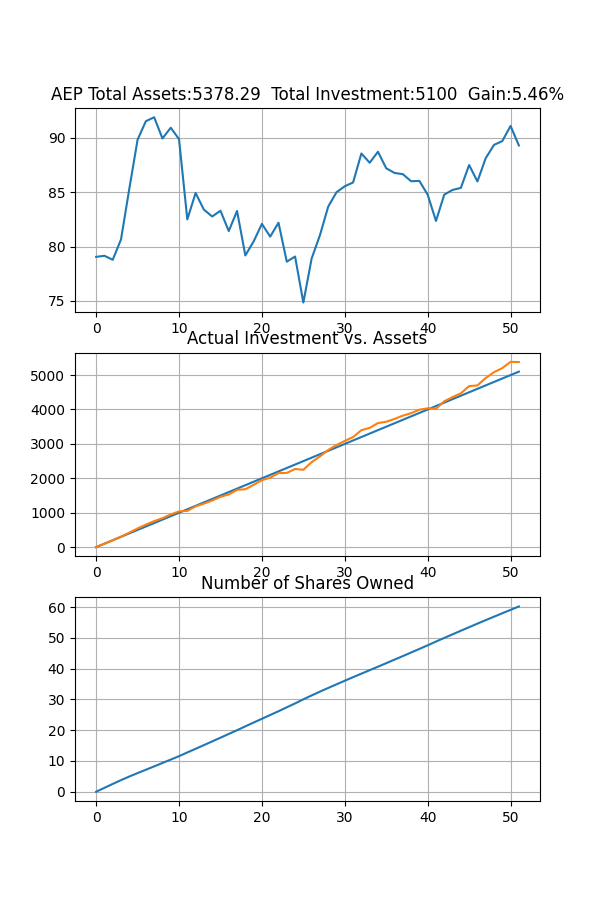 AEP Total Assets:5378.29 Total Investment:5100 Gain:5.46%
90
85
80
75
0 10 20 30 40 50
Actual Investment vs. Assets
5000
4000
3000
2000
1000
0
0 10 20 30 40 50
Number of Shares Owned
60
50
40
30
20
10
0
0 10 20 30 40 50